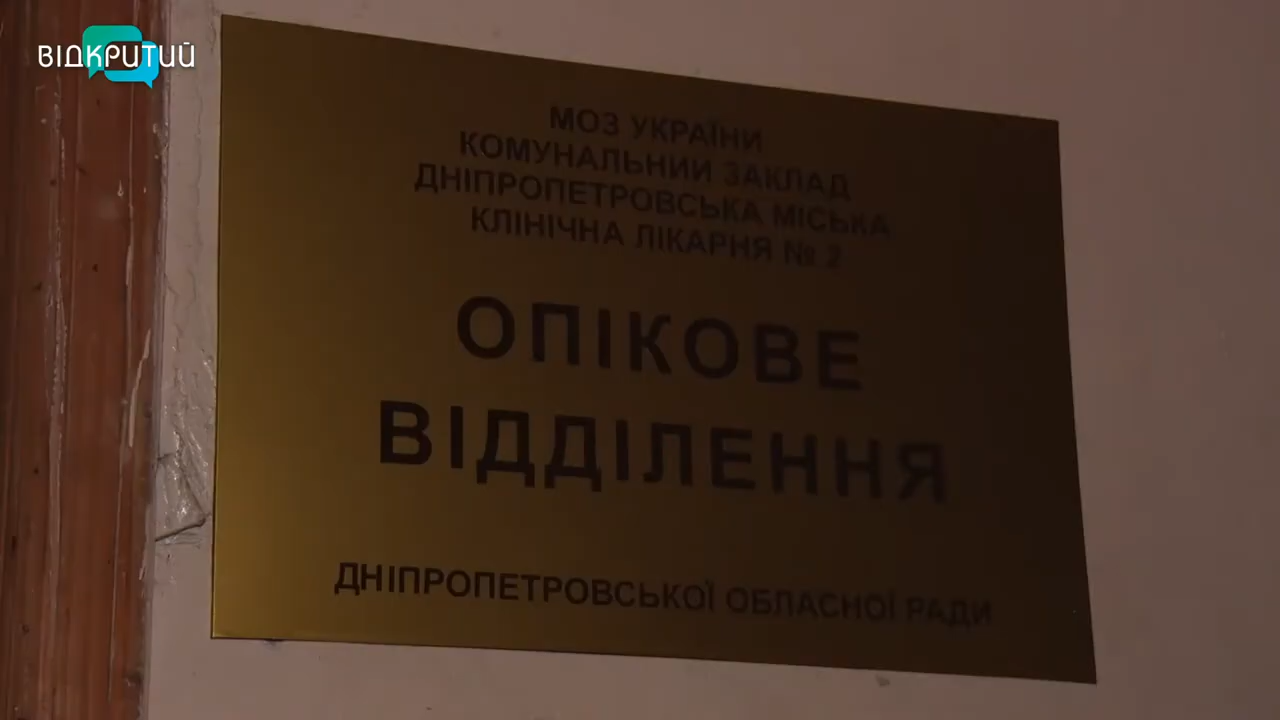 ВІДКРИТИЙ
МОЗ УКРАЇНИ
КОМУНАЛЬНИЙ ЗАКЛАД
ДНІПРОПЕТРОВСЬКА МІСЬКА
КЛІНІЧНА ЛІКАРНЯ № 2
ОПІКОВЕ
ВІДДІЛЕННЯ
ДНІПРОПЕТРОВСЬКОЇ ОБЛАСНОЇ РАДИ